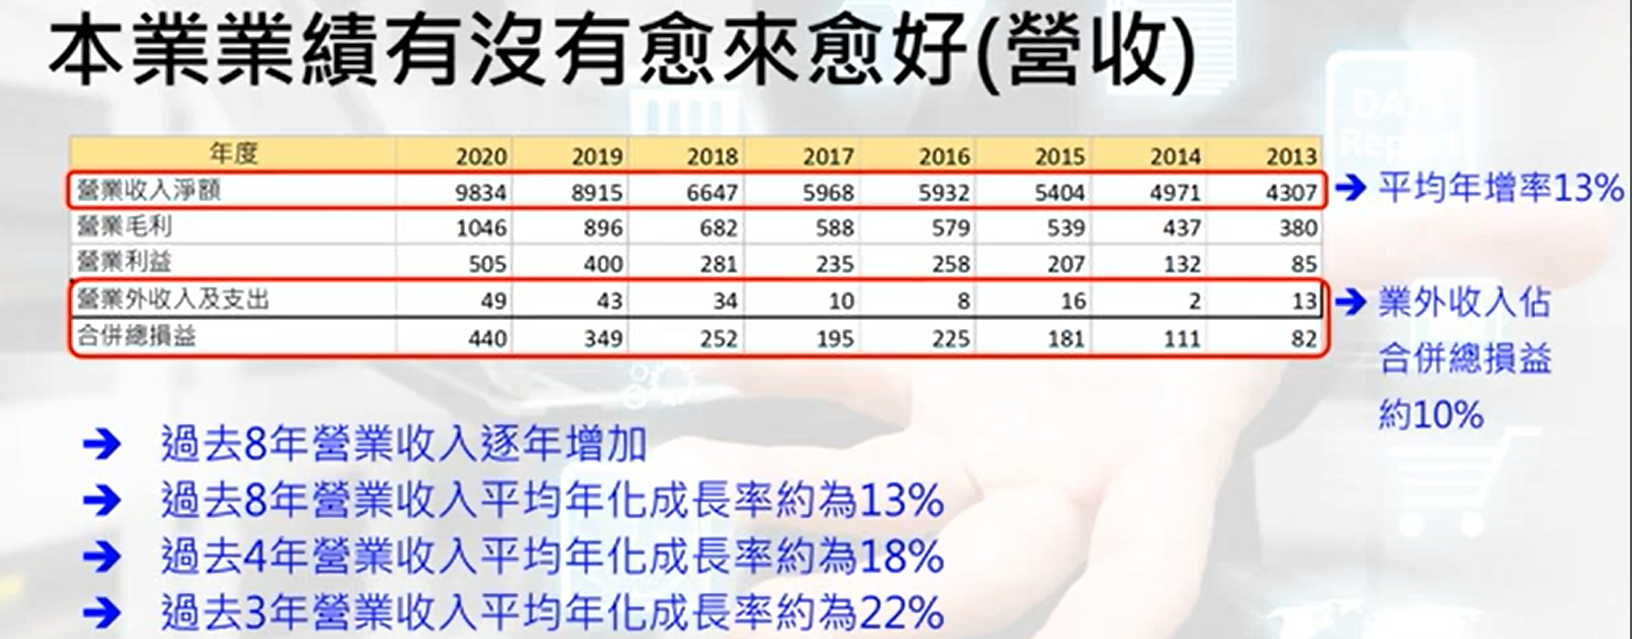 本業業績有沒有愈來愈好(營收)
年度 2020 2019 2018 2017 2016 2015 2014 2013
營業收入淨額 9834 8915 6647 5968 5932 5404 4971 4307
平均年增率13%
營業毛利 1046 896 682 588 579 539 437 380
營業利益 505 400 281 235 258 207 132 85
營業外收入及支出 49 43 34 10 8 16 2 13
合併總損益 440 349 252 195 225 181 111 82
業外收入佔
合併總損益
約10%
過去8年營業收入逐年增加
過去8年營業收入平均年化成長率約為13%
過去4年營業收入平均年化成長率約為18%
過去3年營業收入平均年化成長率約為22%
DATA
Report